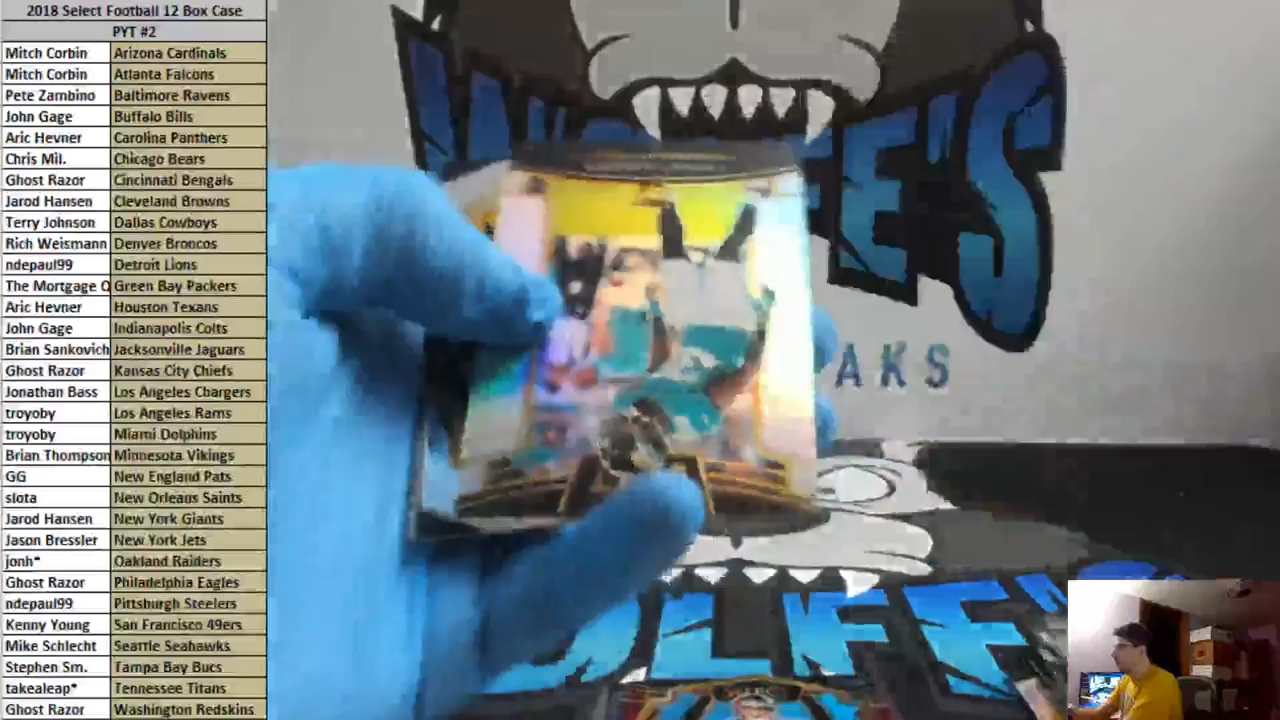 2018 Select Football 12 Box Case
PYT #2
Mitch Corbin Arizona Cardinals
Mitch Corbin Atlanta Falcons
Pete Zambino Baltimore Ravens
John Gage Buffalo Bills
Aric Hevner Carolina Panthers
Chris Mil. Chicago Bears
Ghost Razor Cincinnati Bengals
Jarod Hansen Cleveland Browns
Terry Johnson Dallas Cowboys
Rich Weismann Denver Broncos
ndepaul99 Detroit Lions
The Mortgage Green Bay Packers
Aric Hevner Houston Texans
John Gage Indianapolis Colts
Brian Sankovich Jacksonville Jaguars
Ghost Razor Kansas City Chiefs
Jonathan Bass Los Angeles Chargers
troyoby Los Angeles Rams
troyoby Miami Dolphins
Brian Thompson Minnesota Vikings
GG New England Pats
slota New Orleans Saints
Jarod Hansen New York Giants
Jason Bressler New York Jets
jonh* Oakland Raiders
Ghost Razor Philadelphia Eagles
ndepaul99 Pittsburgh Steelers
Kenny Young San Francisco 49ers
Mike Schlecht Seattle Seahawks
Stephen Sm. Tampa Bay Bucs
takealeap* Tennessee Titans
Ghost Razor Washington Redskins